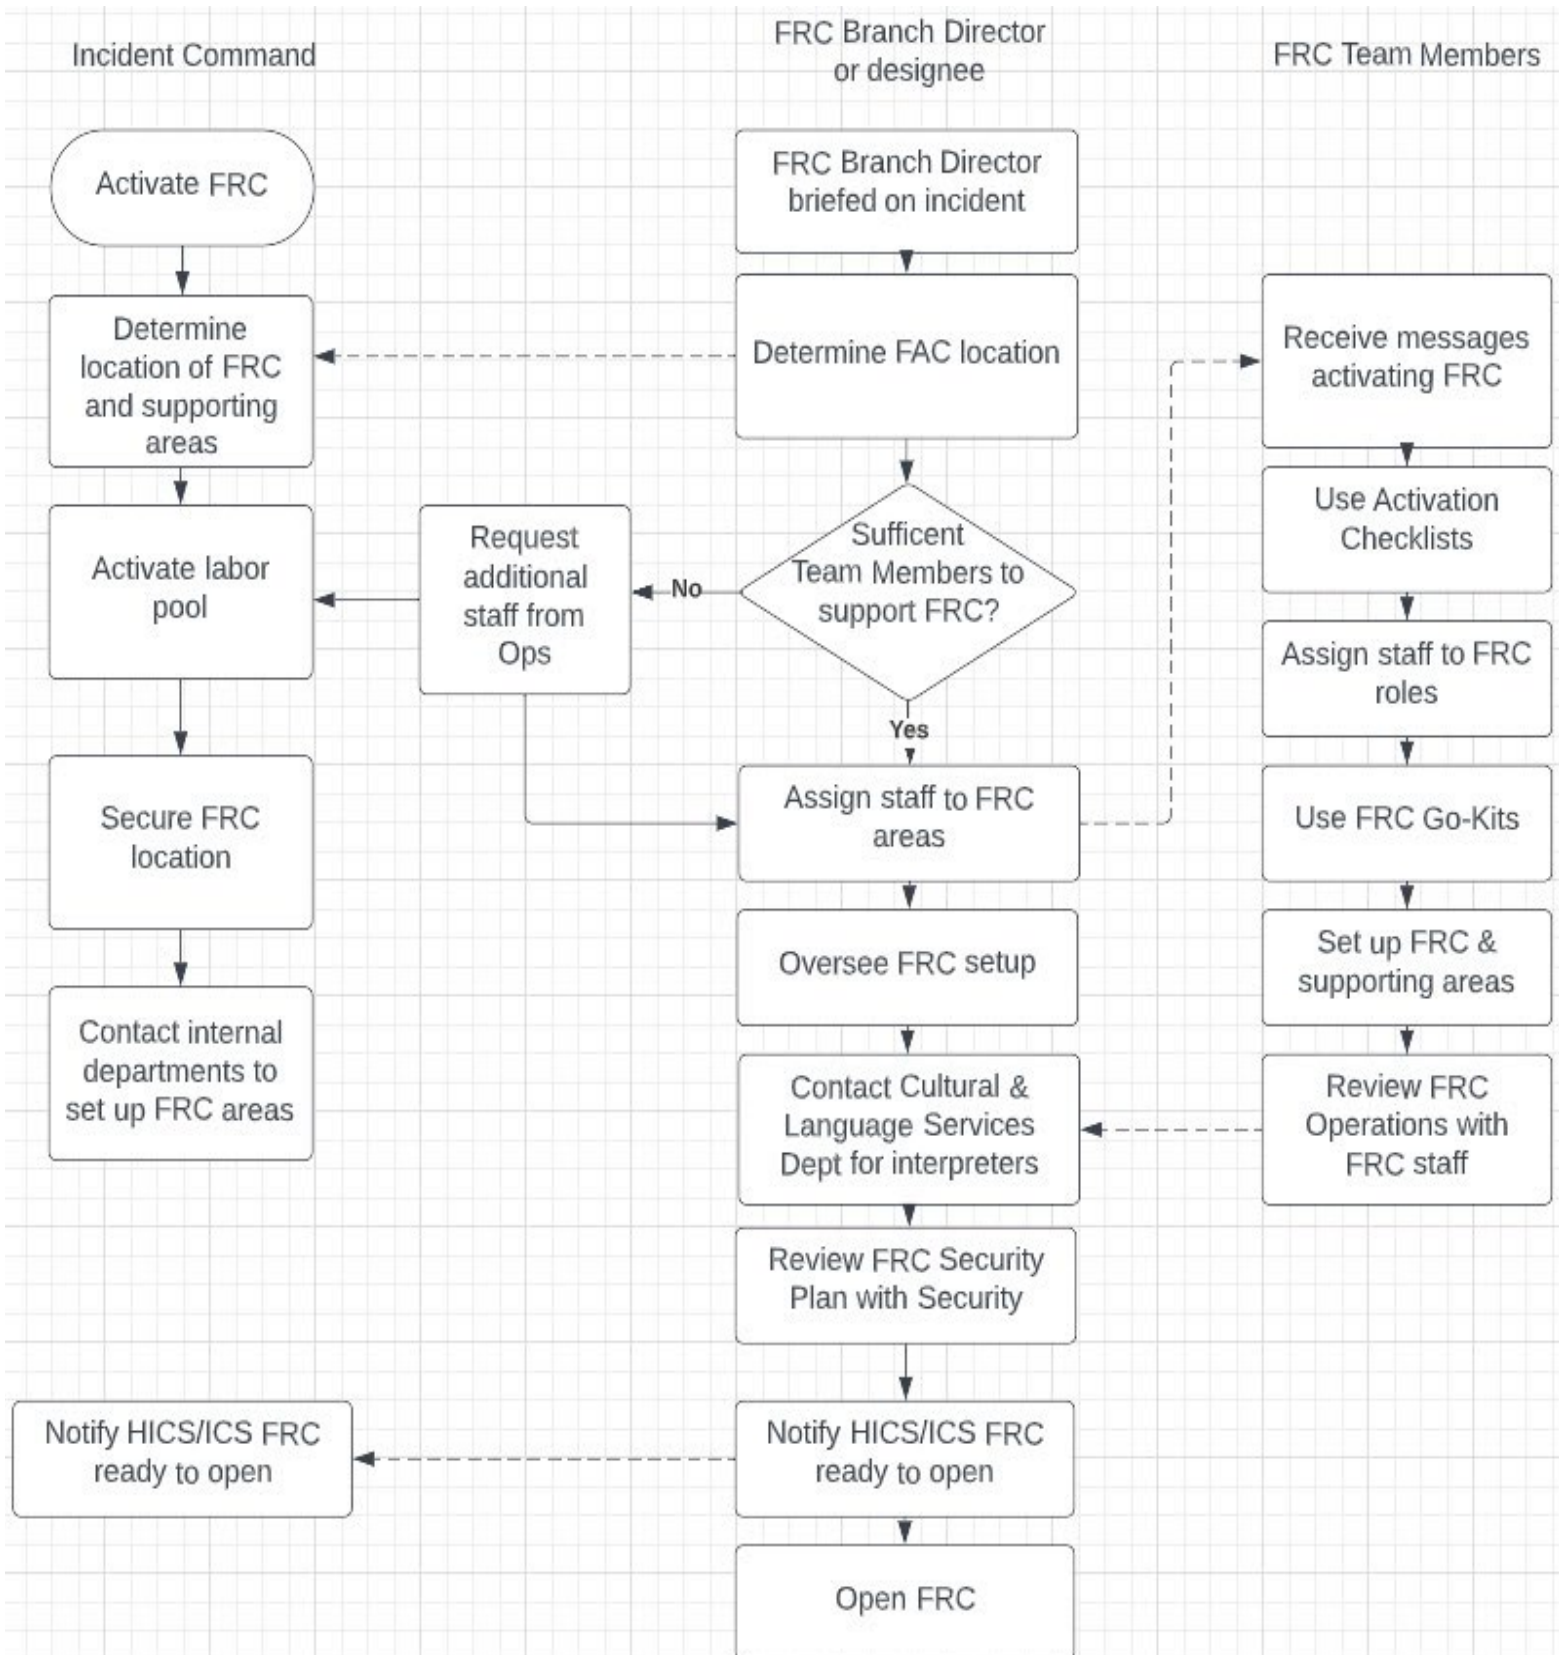 Incident Command
FRC Branch Director
or designee
FRC Team Members
Activate FRC
Determine
location of FRC
and supporting
areas
Activate labor
pool
Secure FRC
location
Contact internal
departments to
set up FRC areas
Notify HICS/ICS FRC
ready to open
Request
additional
staff from
Ops
FRC Branch Director
briefed on incident
Determine FAC location
Sufficent
Team Members to
support FRC?
No
Yes
Assign staff to FRC
areas
Oversee FRC setup
Contact Cultural &
Language Services
Dept for interpreters
Review FRC Security
Plan with Security
Notify HICS/ICS FRC
ready to open
Open FRC
Receive messages
activating FRC
Use Activation
Checklists
Assign staff to FRC
roles
Use FRC Go-Kits
Set up FRC &
supporting areas
Review FRC
Operations with
FRC staff